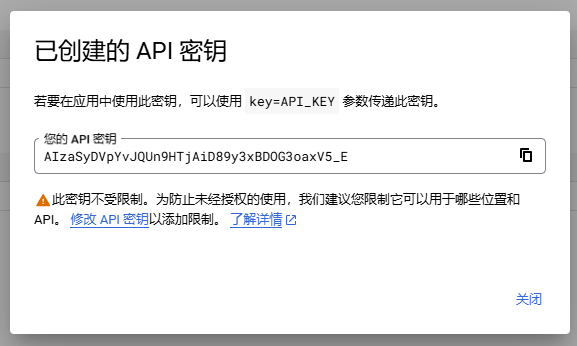 已创建的 API 密钥
若要在应用中使用此密钥，可以使用 key=API_KEY 参数传递此密钥。
您的 API 密钥
AIzaSyDVpYvJQUn9HTjAiD89y3xBDOG3oaxV5_E
此密钥不受限制。为防止未经授权的使用，我们建议您限制它可以用于哪些位置和
API。 修改 API 密钥以添加限制。 了解详情
关闭